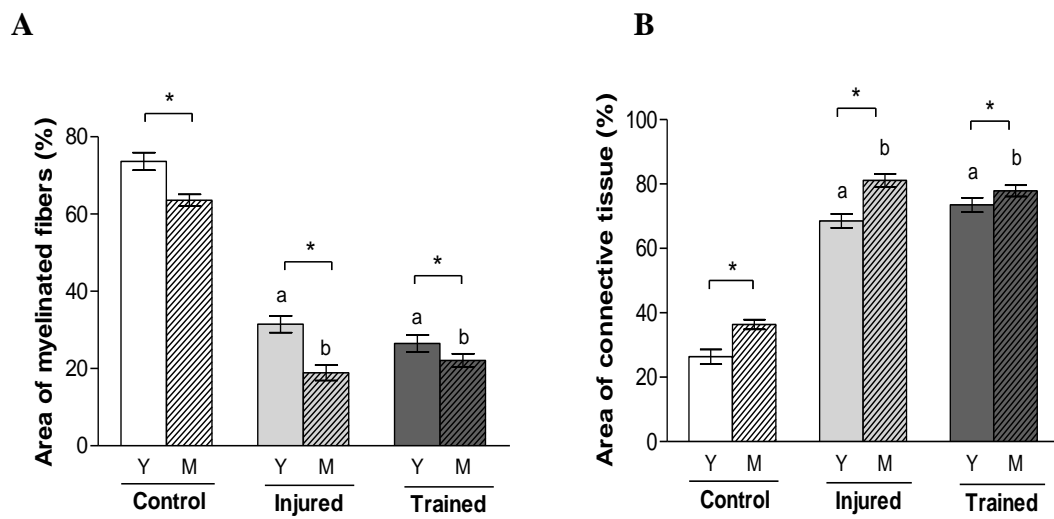 A
Area of myelinated fibers (%)
80
60
40
20
0
*
*
*
a
b
a
b
Y M Y M Y M
Control Injured Trained
B
Area of connective tissue (%)
100
80
60
40
20
0
*
*
*
a
b
a
b
Y M Y M Y M
Control Injured Trained